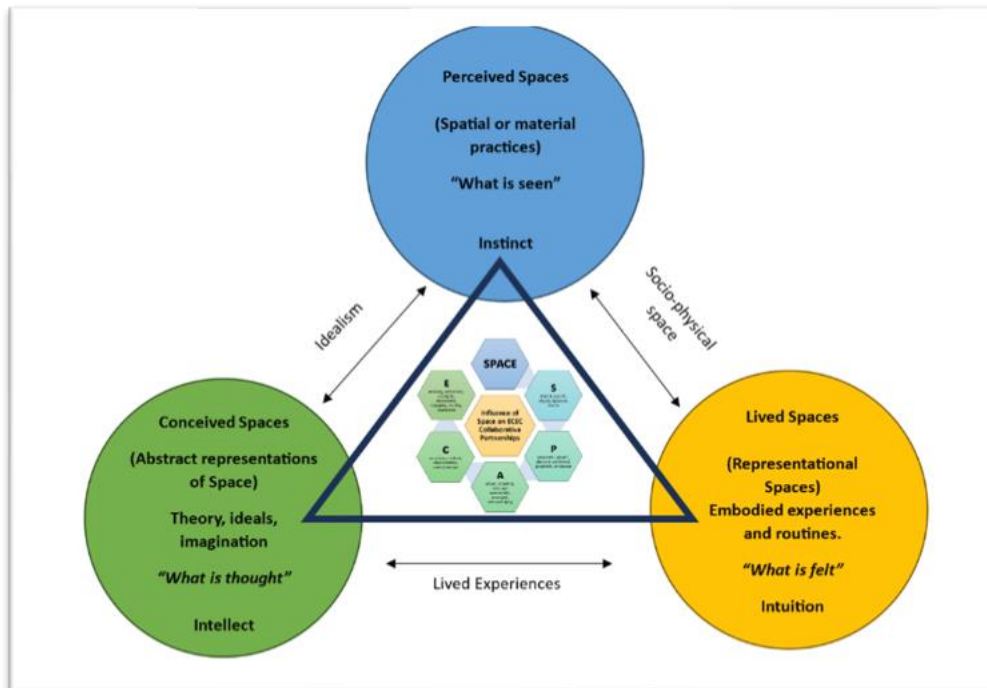 Perceived Spaces
(Spatial or material
practices)
“What is seen”
Instinct
Idealism
Socio-physical
space
SPACE
E
S
Influence of
Space on ECEC
Collaborative
Partnerships
C
P
A
Conceived Spaces
(Abstract representations
of Space)
Theory, ideals,
imagination
“What is thought”
Intellect
Lived Experiences
Lived Spaces
(Representational
Spaces)
Embodied experiences
and routines.
“What is felt”
Intuition